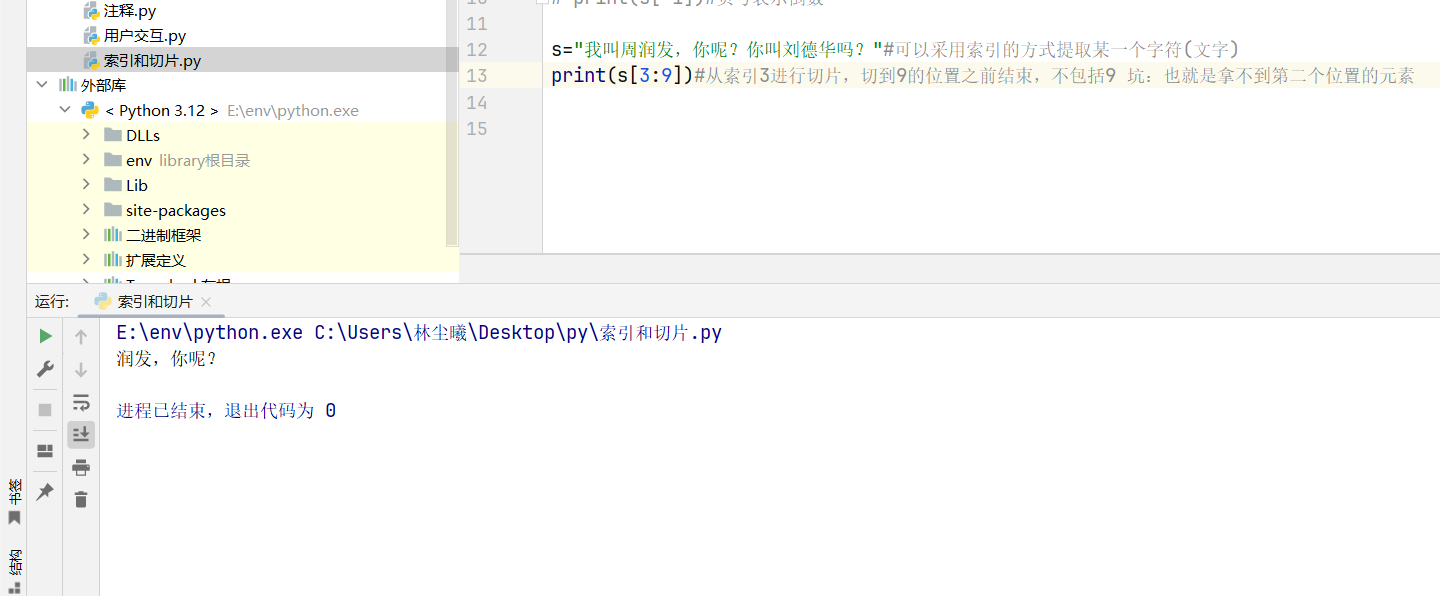 注释.py
用户交互.py
索引和切片.py
外部库
< Python 3.12 > E:\env\python.exe
DLLs
env library根目录
Lib
site-packages
二进制框架
扩展定义
11
12 s="我叫周润发，你呢？你叫刘德华吗？"#可以采用索引的方式提取某一个字符(文字)
13 print(s[3:9])#从索引3进行切片，切到9的位置之前结束，不包括9 坑：也就是拿不到第二个位置的元素
14
15
运行: 索引和切片
E:\env\python.exe C:\Users\林尘曦\Desktop\py\索引和切片.py
润发，你呢？
进程已结束，退出代码为 0
书签
结构